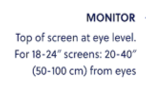 MONITOR
Top of screen at eye level.
For 18-24" screens: 20-40"
(50-100 cm) from eyes